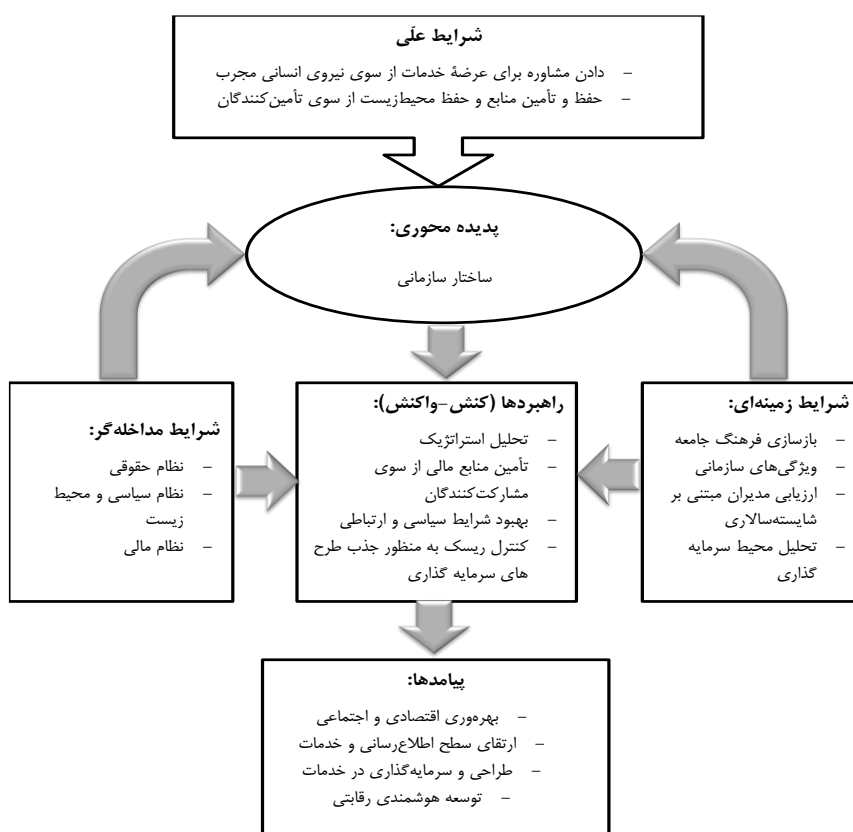 شرایط علّی
- دادن مشاوره برای عرضهٔ خدمات از سوی نیروی انسانی مجرب
- حفظ و تأمین منابع و حفظ محیط‌زیست از سوی تأمین‌کنندگان
پدیده محوری:
ساختار سازمانی
شرایط زمینه‌ای:
- بازسازی فرهنگ جامعه
- ویژگی‌های سازمانی
- ارزیابی مدیران مبتنی بر
شایسته‌سالاری
- تحلیل محیط سرمایه
گذاری
راهبردها (کنش-واکنش):
- تحلیل استراتژیک
- تأمین منابع مالی از سوی
مشارکت‌کنندگان
- بهبود شرایط سیاسی و ارتباطی
- کنترل ریسک به منظور جذب طرح
های سرمایه گذاری
شرایط مداخله‌گر:
- نظام حقوقی
- نظام سیاسی و محیط
زیست
- نظام مالی
پیامدها:
- بهره‌وری اقتصادی و اجتماعی
- ارتقای سطح اطلاع‌رسانی و خدمات
- طراحی و سرمایه‌گذاری در خدمات
- توسعه هوشمندی رقابتی